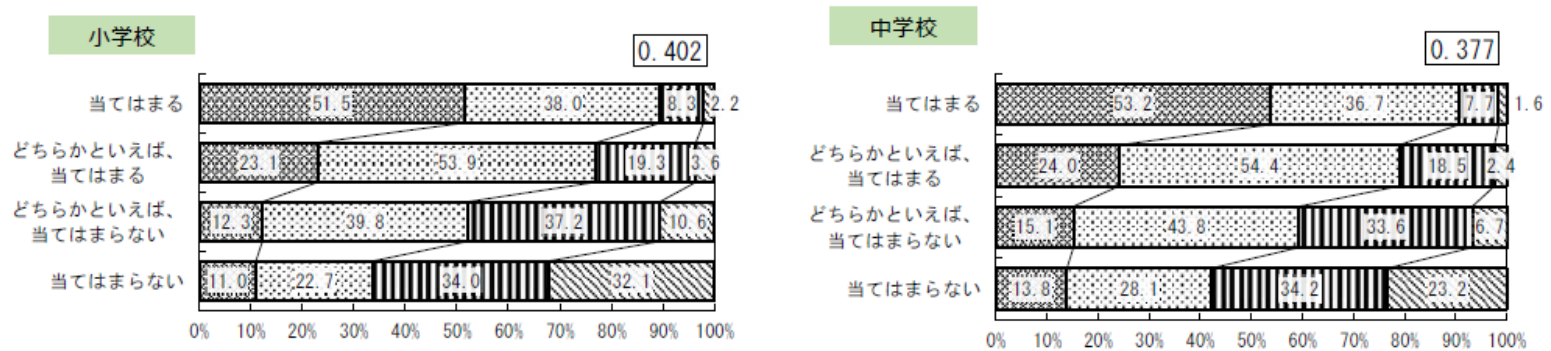 小学校
0.402
当てはまる
51.5 38.0 8.3 2.2
どちらかといえば、
当てはまる
23.1 53.9 19.3 3.6
どちらかといえば、
当てはまらない
12.3 39.8 37.2 10.6
当てはまらない
11.0 22.7 34.0 32.1
0% 10% 20% 30% 40% 50% 60% 70% 80% 90% 100%
中学校
0.377
当てはまる
53.2 36.7 7.7 1.6
どちらかといえば、
当てはまる
24.0 54.4 18.5 2.4
どちらかといえば、
当てはまらない
15.1 43.8 33.6 6.7
当てはまらない
13.8 28.1 34.2 23.2
0% 10% 20% 30% 40% 50% 60% 70% 80% 90% 100%